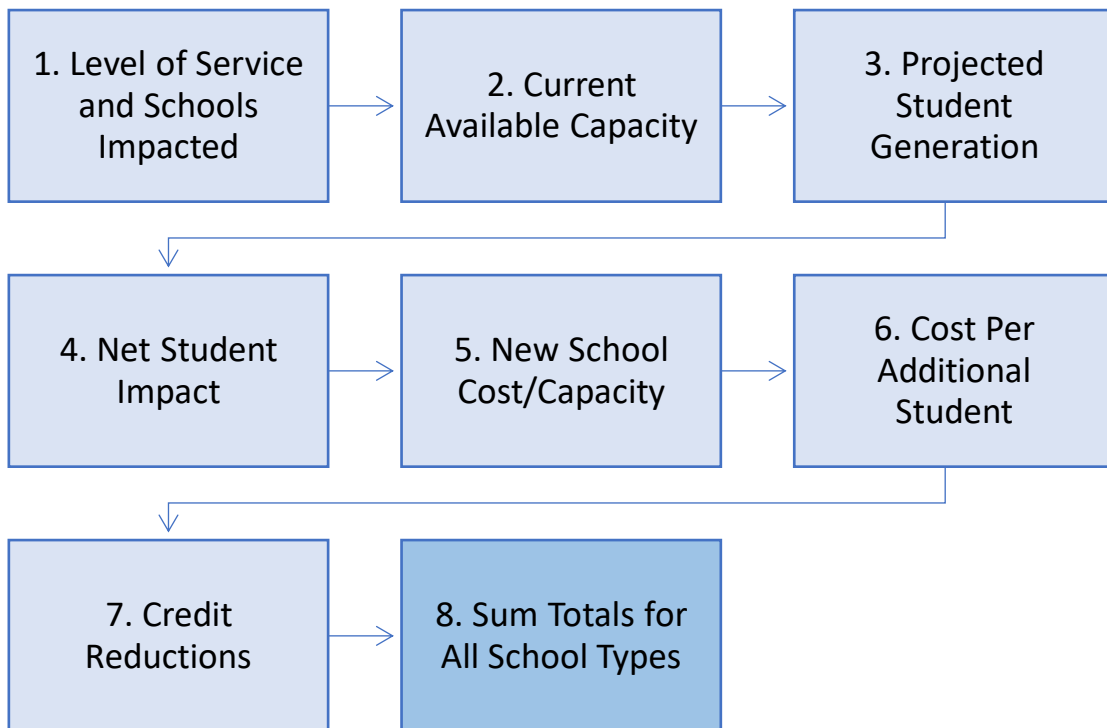 1. Level of Service
and Schools
Impacted
2. Current
Available Capacity
3. Projected
Student
Generation
4. Net Student
Impact
5. New School
Cost/Capacity
6. Cost Per
Additional
Student
7. Credit
Reductions
8. Sum Totals for
All School Types